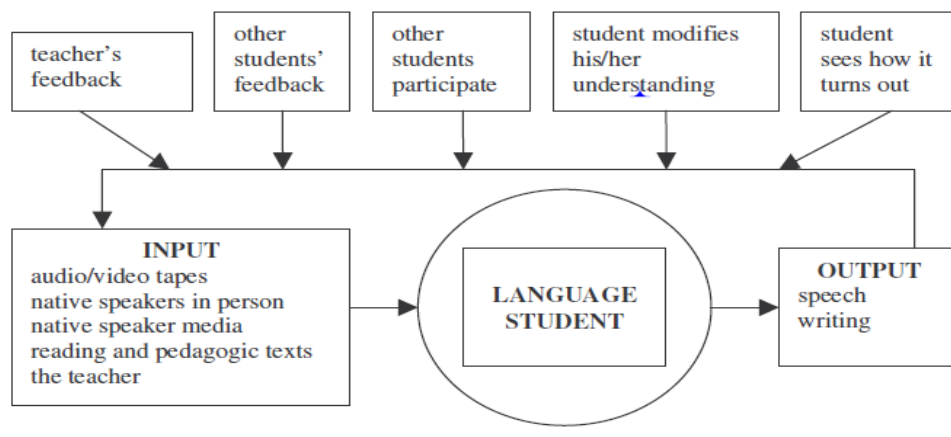 teacher's
feedback
other
students'
feedback
other
students
participate
student modifies
his/her
understanding
student
sees how it
turns out
INPUT
audio/video tapes
native speakers in person
native speaker media
reading and pedagogic texts
the teacher
LANGUAGE
STUDENT
OUTPUT
speech
writing